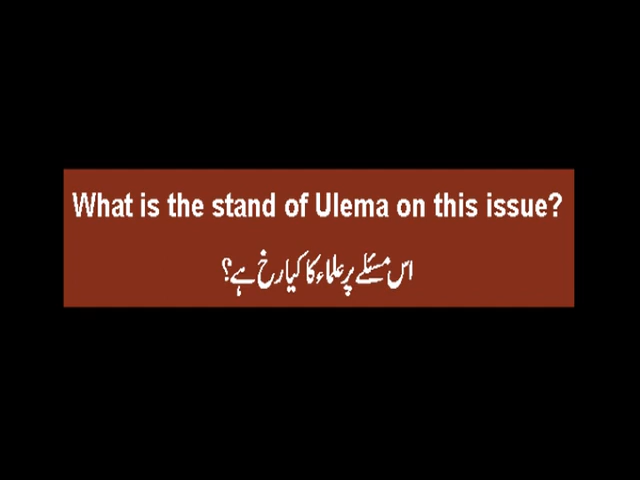 What is the stand of Ulema on this issue?
اس مسئلے پر علماء کا کیا رخ ہے؟